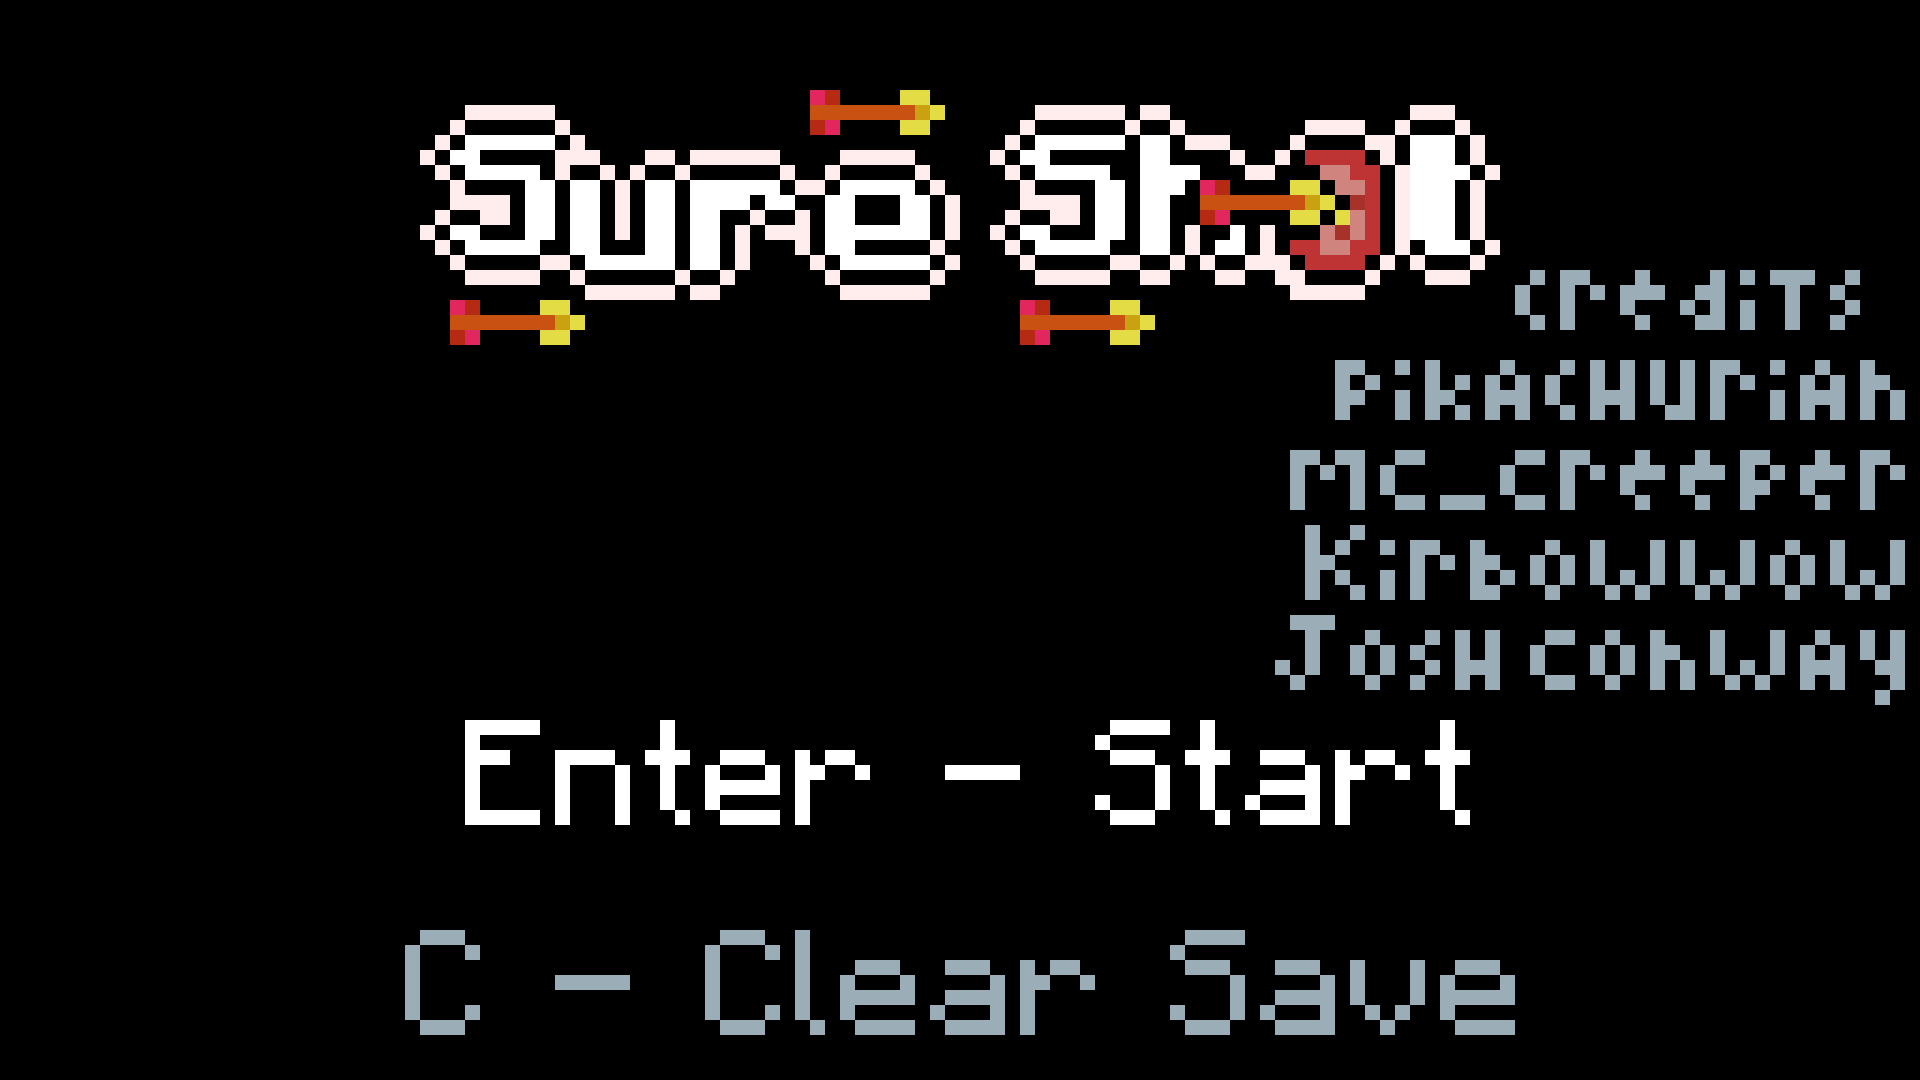 Sure Shot
Credits
Pikachurian
MC_Creeper
Kirbowwow
Josh Conway
Enter - Start
C - Clear Save